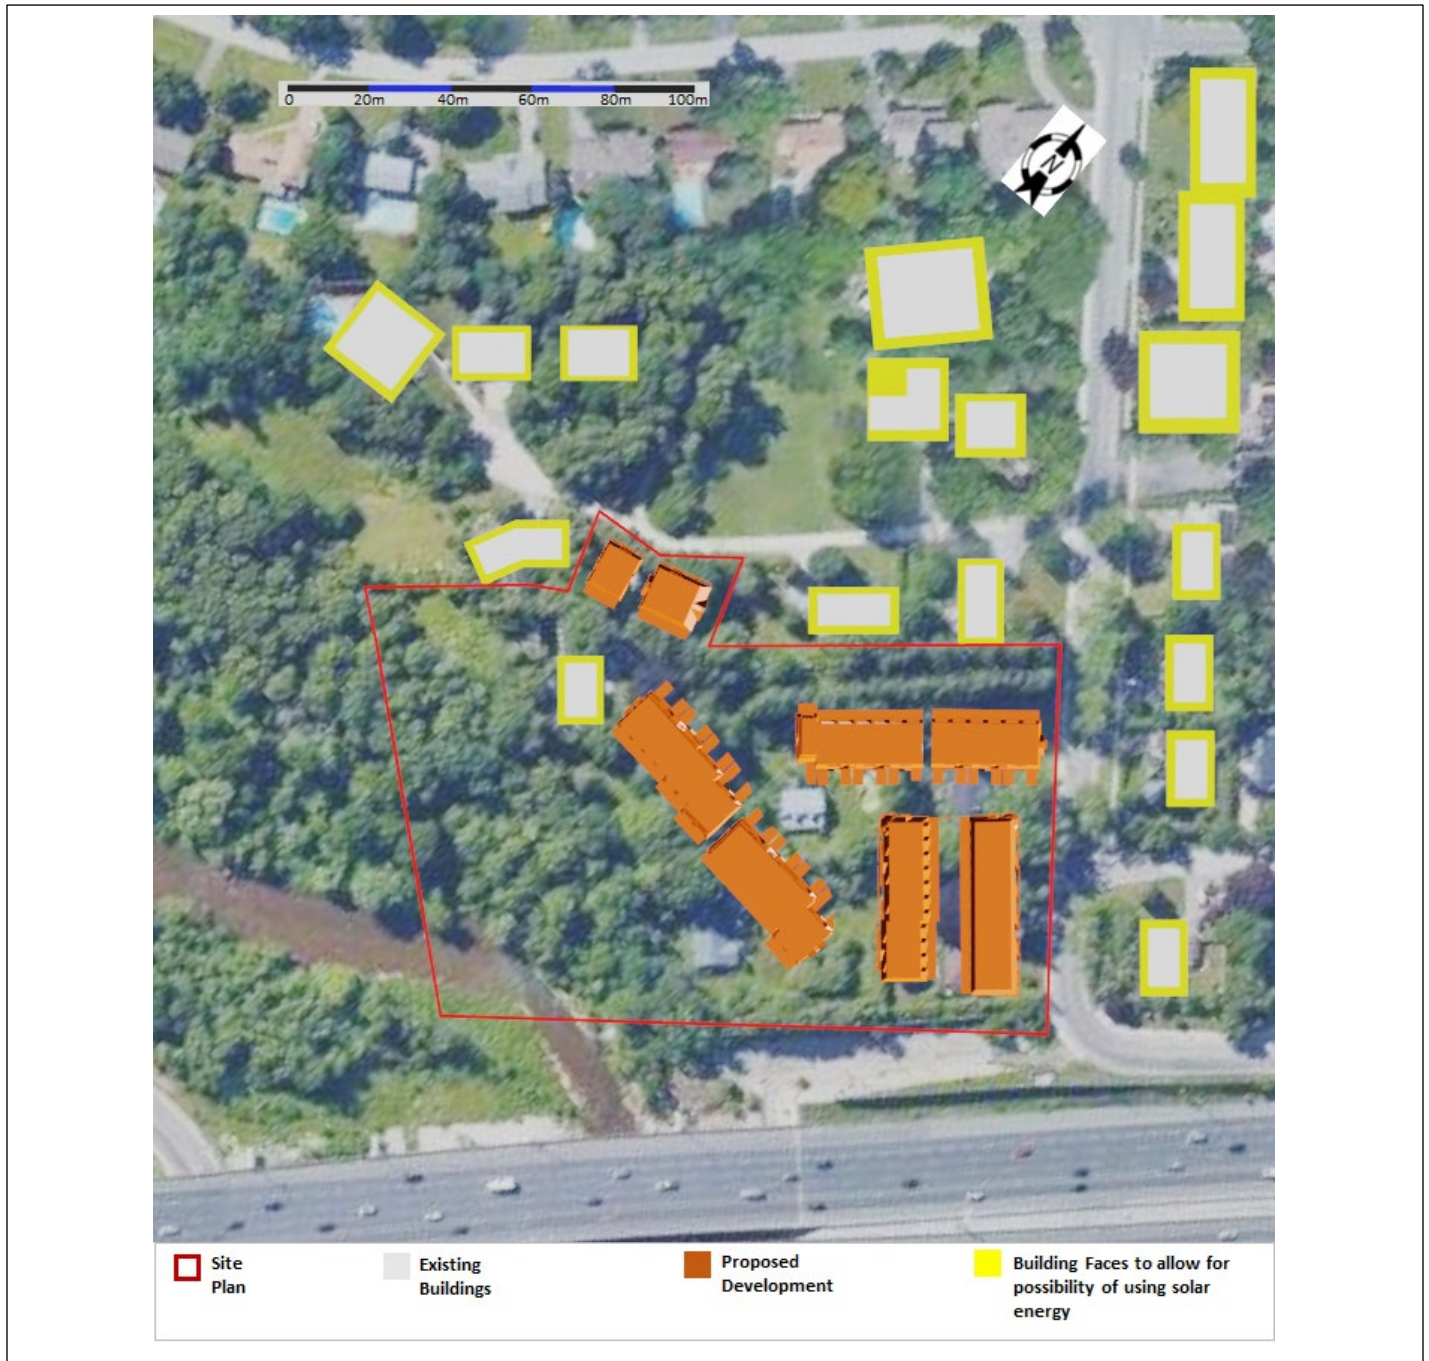 0 20m 40m 60m 80m 100m
N
Site
Plan
Existing
Buildings
Proposed
Development
Building Faces to allow for
possibility of using solar
energy